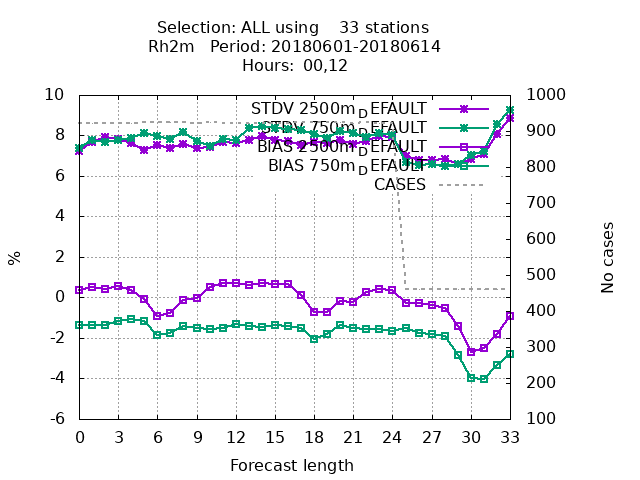 Selection: ALL using 33 stations
Rh2m Period: 20180601-20180614
Hours: 00,12
10 1000
STDV 2500m_DEFAULT
8 STDV 750m_DEFAULT 900
BIAS 2500m_DEFAULT
6 BIAS 750m_DEFAULT 800
CASES
4 700
2 600
% No cases
0 500
-2 400
300
-4 200
-6 100
0 3 6 9 12 15 18 21 24 27 30 33
Forecast length